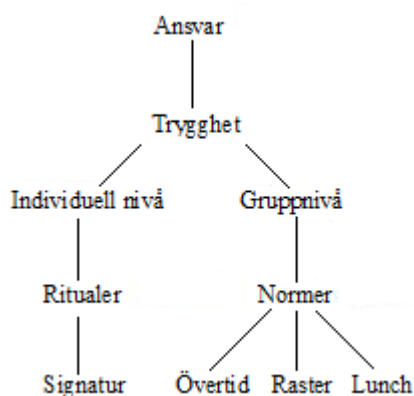 Ansvar
Trygghet
Individuell nivå Gruppnivå
Ritualer Normer
Signatur Övertid Raster Lunch